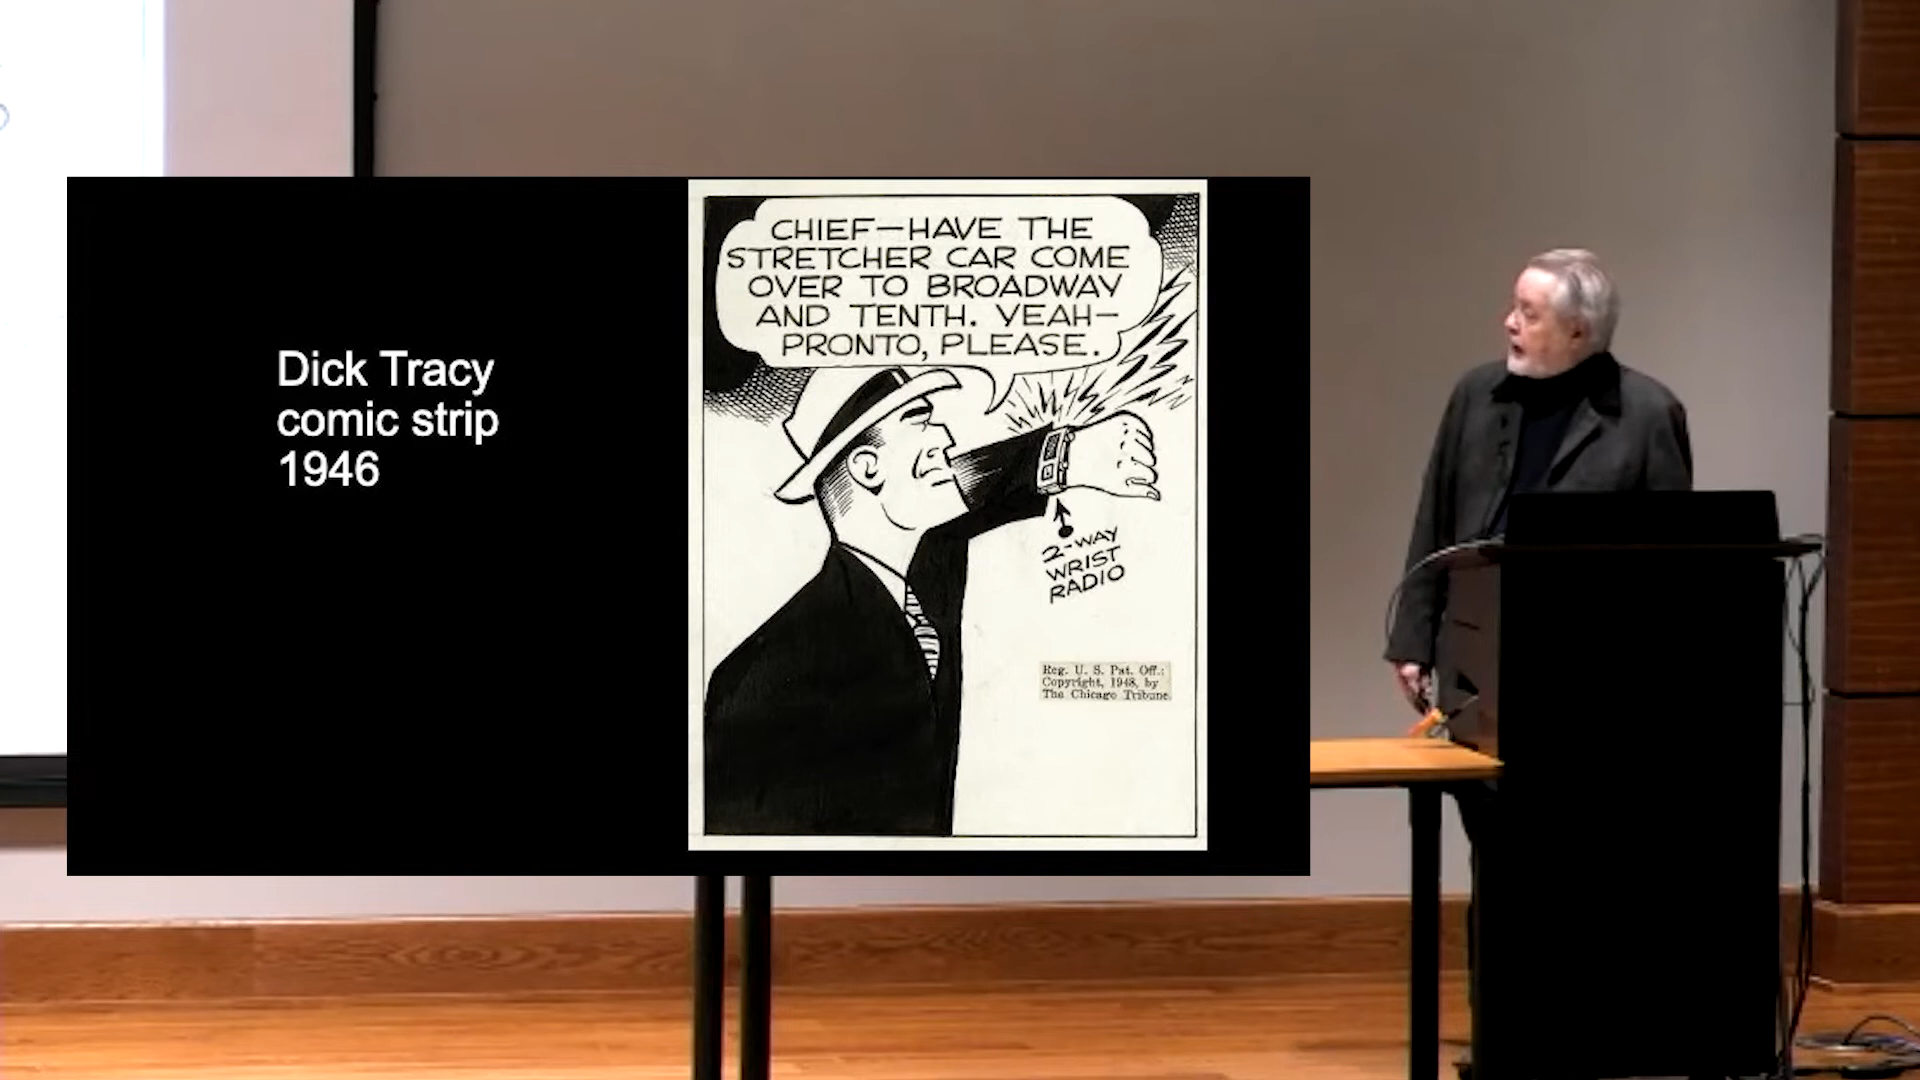 Dick Tracy
comic strip
1946
CHIEF—HAVE THE
STRETCHER CAR COME
OVER TO BROADWAY
AND TENTH. YEAH—
PRONTO, PLEASE.
2-WAY
WRIST
RADIO
Reg. U. S. Pat. Off.:
Copyright, 1948, by
The Chicago Tribune.